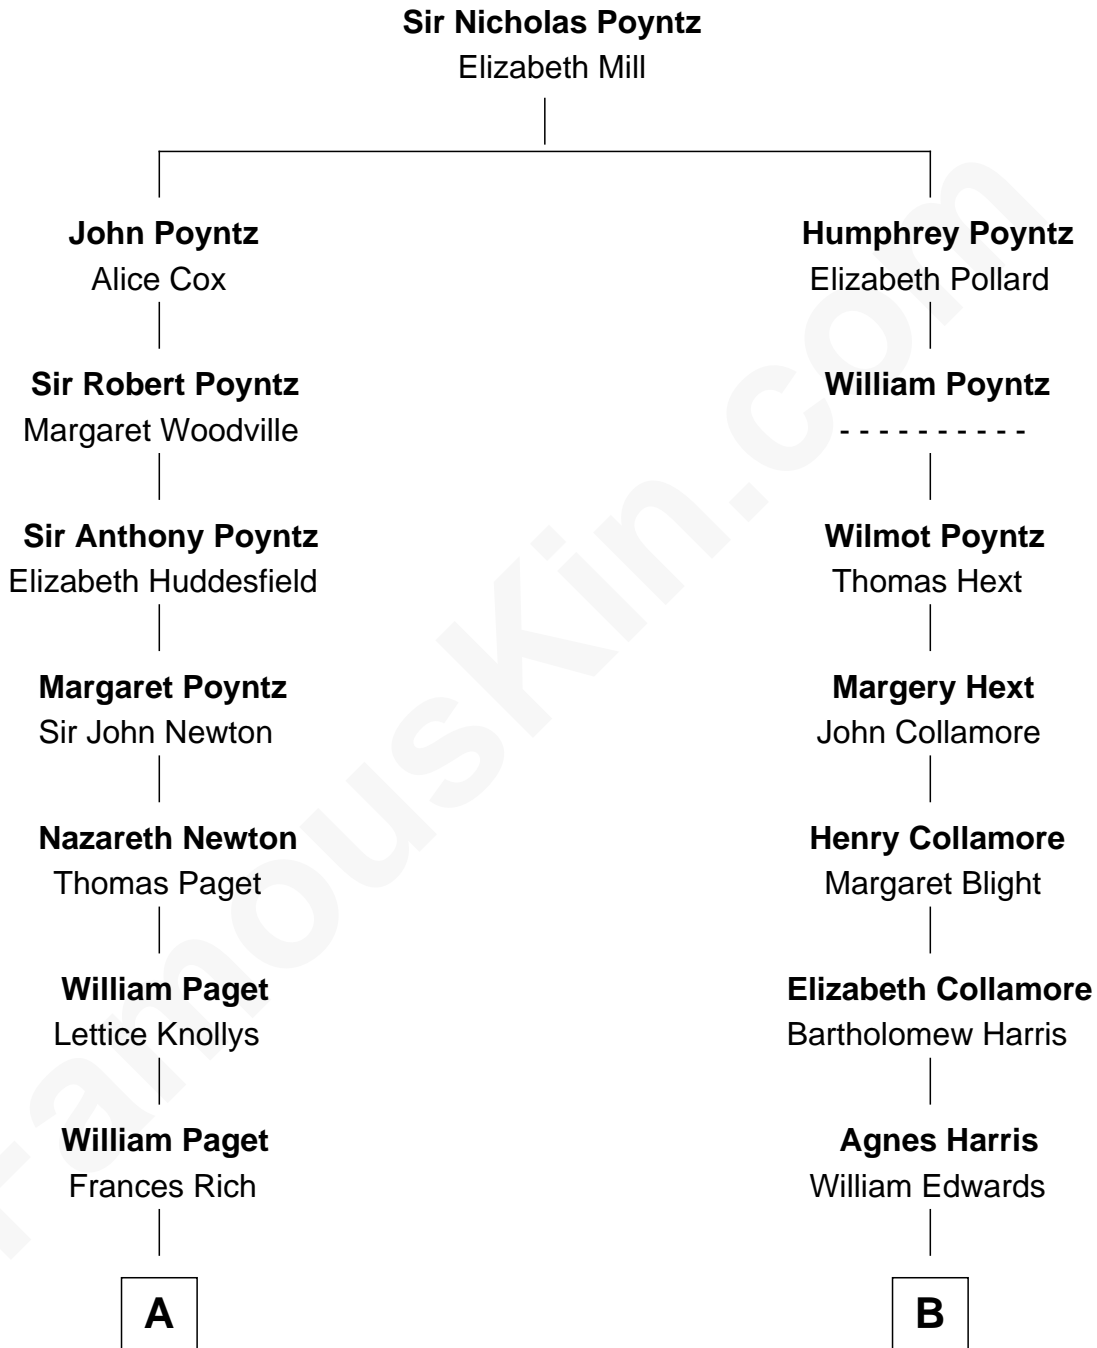 Sir Nicholas Poyntz
Elizabeth Mill
John Poyntz
Alice Cox
Humphrey Poyntz
Elizabeth Pollard
Sir Robert Poyntz
Margaret Woodville
William Poyntz
- - - - - - - - - -
Sir Anthony Poyntz
Elizabeth Huddesfield
Wilmot Poyntz
Thomas Hext
Margaret Poyntz
Sir John Newton
Margery Hext
John Collamore
Nazareth Newton
Thomas Paget
Henry Collamore
Margaret Blight
William Paget
Lettice Knollys
Elizabeth Collamore
Bartholomew Harris
William Paget
Frances Rich
Agnes Harris
William Edwards
A
B
FamousKin.com